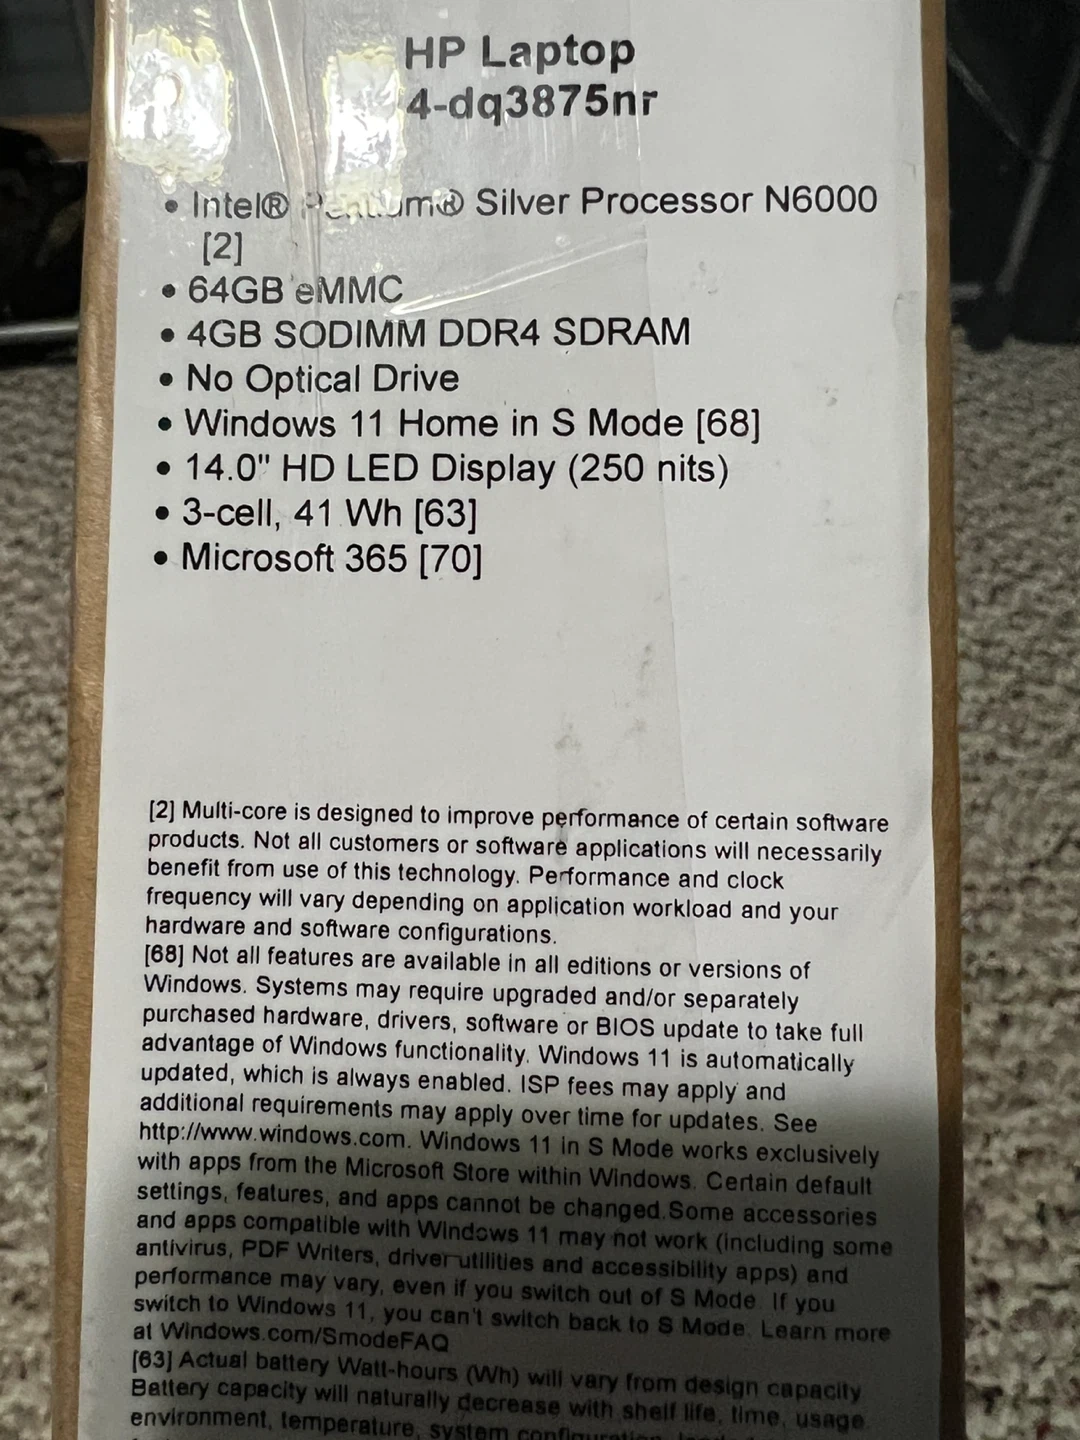 HP Laptop
4-dq3875nr
• Intel® Pentium® Silver Processor N6000
[2]
• 64GB eMMC
• 4GB SODIMM DDR4 SDRAM
• No Optical Drive
• Windows 11 Home in S Mode [68]
• 14.0" HD LED Display (250 nits)
• 3-cell, 41 Wh [63]
• Microsoft 365 [70]
[2] Multi-core is designed to improve performance of certain software
products. Not all customers or software applications will necessarily
benefit from use of this technology. Performance and clock
frequency will vary depending on application workload and your
hardware and software configurations.
[68] Not all features are available in all editions or versions of
Windows. Systems may require upgraded and/or separately
purchased hardware, drivers, software or BIOS update to take full
advantage of Windows functionality. Windows 11 is automatically
updated, which is always enabled. ISP fees may apply and
additional requirements may apply over time for updates. See
http://www.windows.com. Windows 11 in S Mode works exclusively
with apps from the Microsoft Store within Windows. Certain default
settings, features, and apps cannot be changed.Some accessories
and apps compatible with Windows 11 may not work (including some
antivirus, PDF Writers, driver utilities and accessibility apps) and
performance may vary, even if you switch out of S Mode. If you
switch to Windows 11, you can't switch back to S Mode. Learn more
at Windows.com/SmodeFAQ
[63] Actual battery Watt-hours (Wh) will vary from design capacity.
Battery capacity will naturally decrease with shelf life, time, usage,
environment, temperature, system configuration,